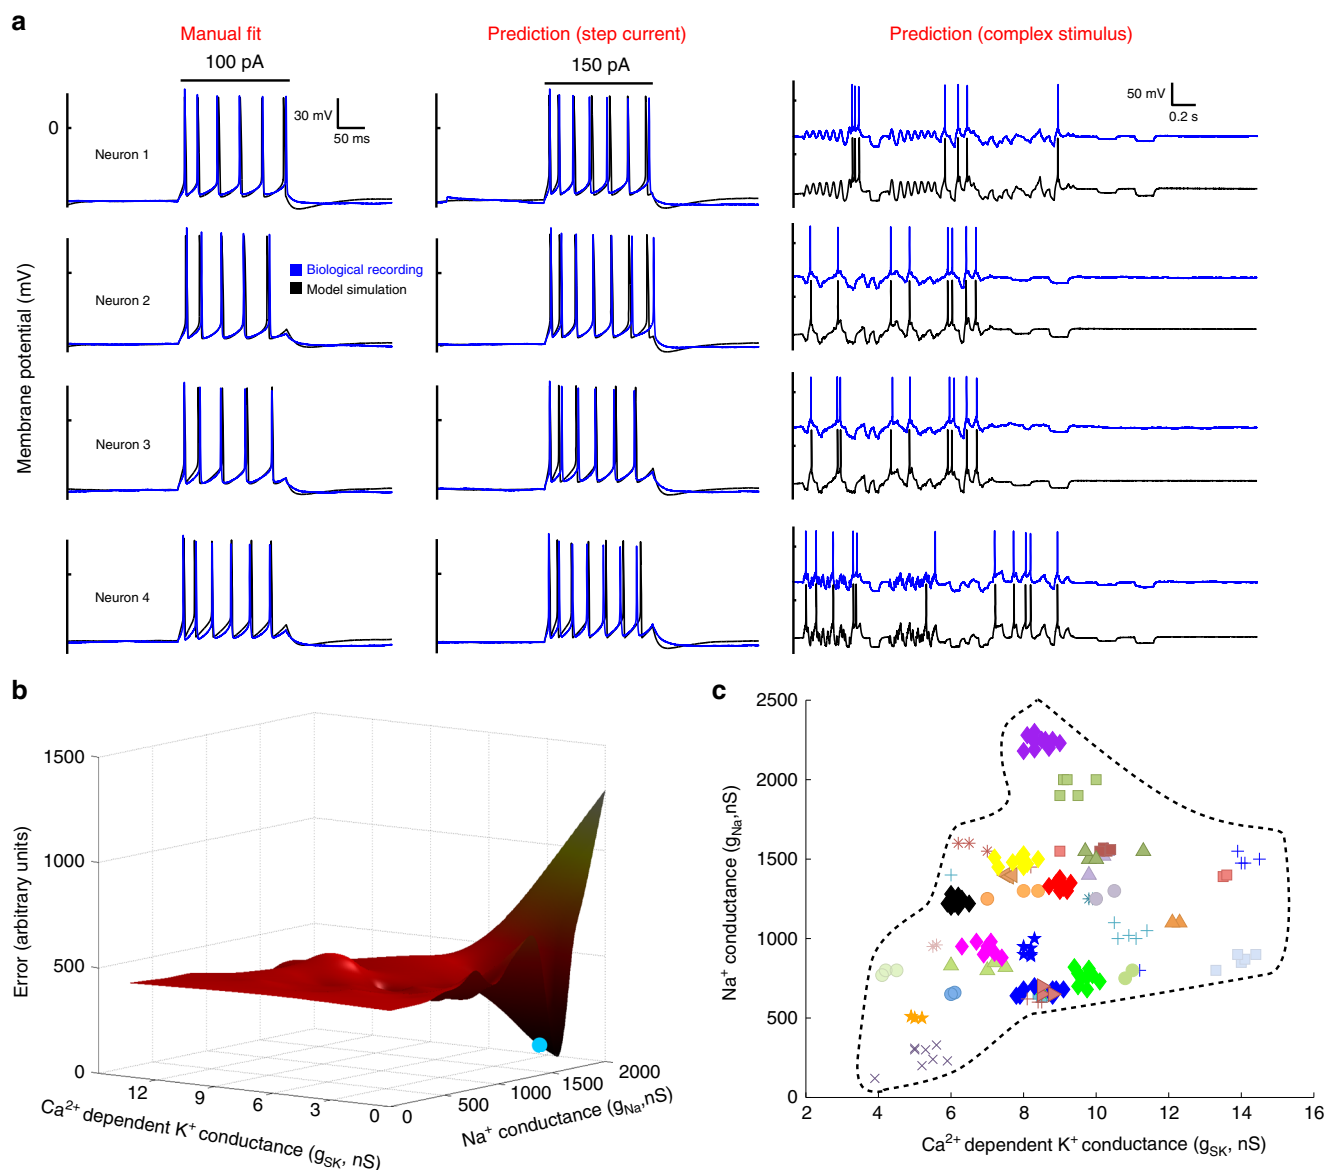 a
Manual fit
Prediction (step current)
Prediction (complex stimulus)
100 pA
150 pA
0
30 mV
50 ms
50 mV
0.2 s
Neuron 1
Neuron 2
Biological recording
Model simulation
Neuron 3
Neuron 4
Membrane potential (mV)
b
1500
1000
500
0
Error (arbitrary units)
12
9
6
3
0
Ca2+ dependent K+ conductance (gSK, nS)
0
500
1000
1500
2000
Na+ conductance (gNa,nS)
c
2500
2000
1500
1000
500
0
Na+ conductance (gNa,nS)
2
4
6
8
10
12
14
16
Ca2+ dependent K+ conductance (gSK, nS)